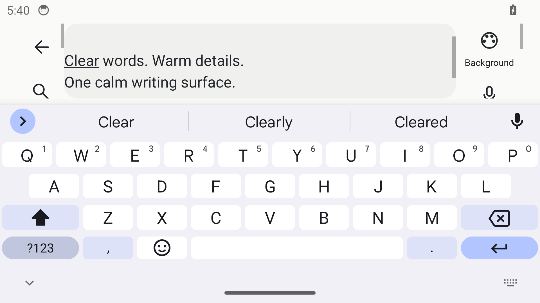 5:40
Clear words. Warm details.
One calm writing surface.
Background
Clear Clearly Cleared
Q 1 W 2 E 3 R 4 T 5 Y 6 U 7 I 8 O 9 P 0
A S D F G H J K L
Z X C V B N M
?123 , .